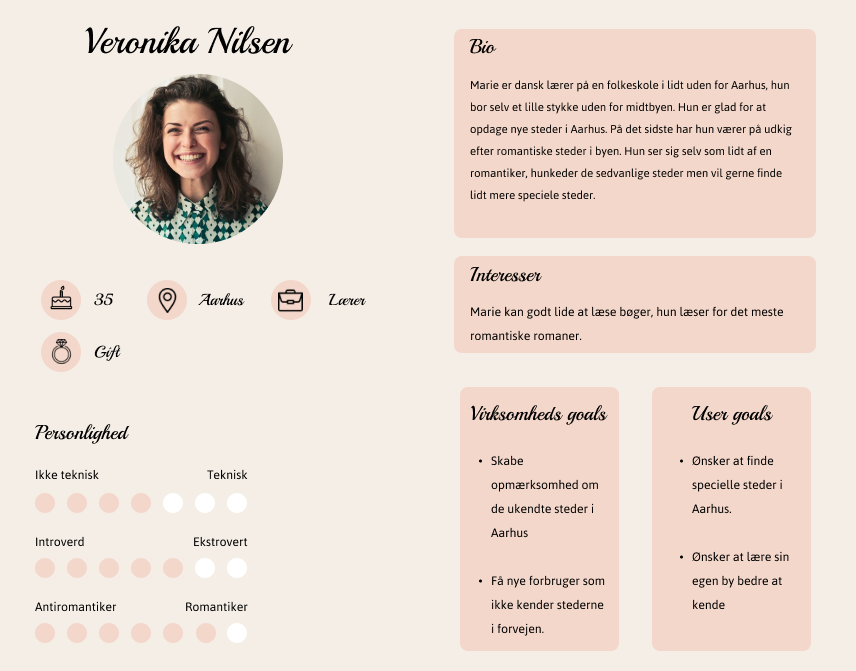 Veronika Nilsen
35
Aarhus
Lærer
Gift
Personlighed
Ikke teknisk
Teknisk
Introverd
Ekstrovert
Antiromantiker
Romantiker
Bio
Marie er dansk lærer på en folkeskole i lidt uden for Aarhus, hun
bor selv et lille stykke uden for midtbyen. Hun er glad for at
opdage nye steder i Aarhus. På det sidste har hun værer på udkig
efter romantiske steder i byen. Hun ser sig selv som lidt af en
romantiker, hunkeder de sedvanlige steder men vil gerne finde
lidt mere speciele steder.
Interesser
Marie kan godt lide at læse bøger, hun læser for det meste
romantiske romaner.
Virksomheds goals
• Skabe
opmærksomhed om
de ukendte steder i
Aarhus
• Få nye forbruger som
ikke kender stederne
i forvejen.
User goals
• Ønsker at finde
specielle steder i
Aarhus.
• Ønsker at lære sin
egen by bedre at
kende